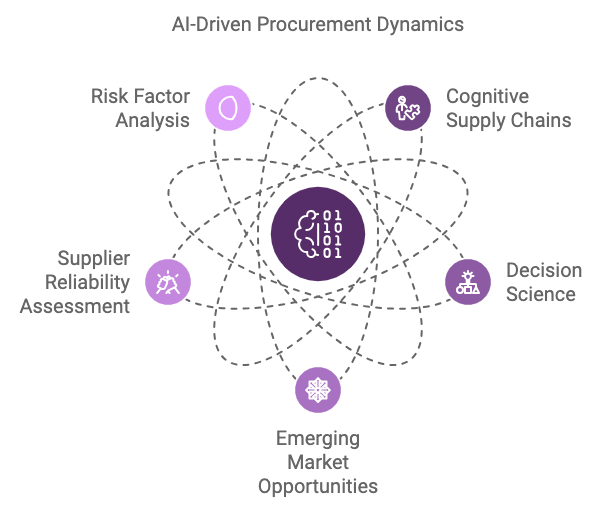 AI-Driven Procurement Dynamics
Risk Factor
Analysis
Cognitive
Supply Chains
01
10
01
01
Supplier
Reliability
Assessment
Decision
Science
Emerging
Market
Opportunities